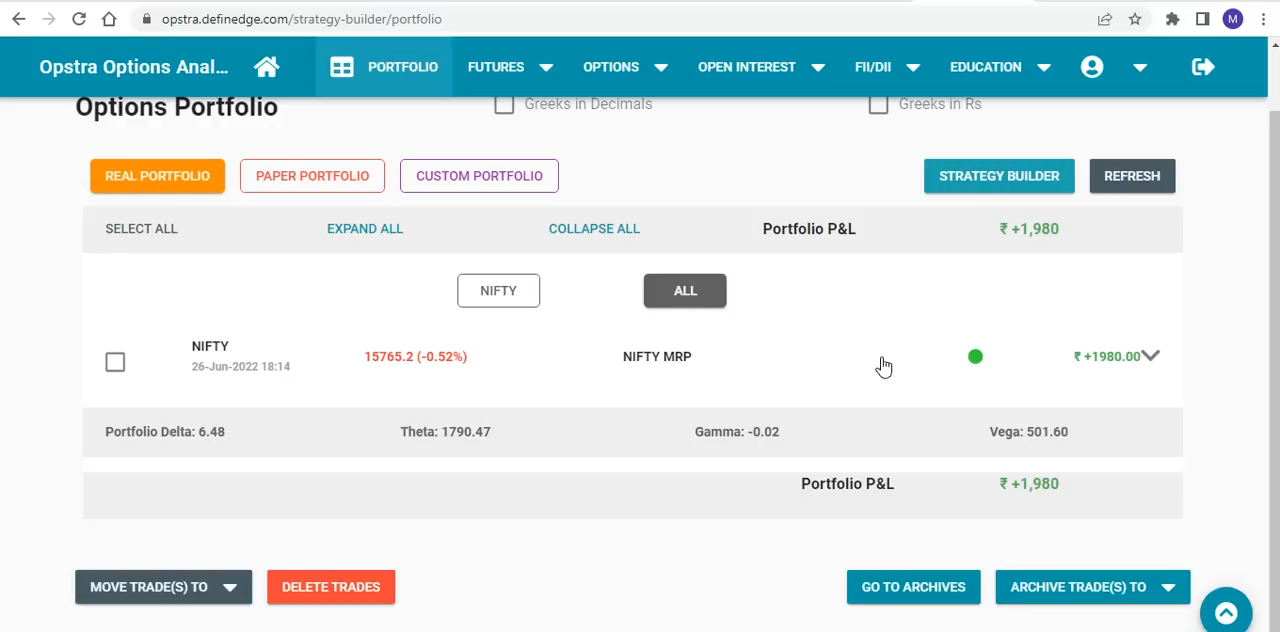 opstra.definedge.com/strategy-builder/portfolio
M
Opstra Options Anal... PORTFOLIO FUTURES OPTIONS OPEN INTEREST FII/DII EDUCATION
Options Portfolio Greeks in Decimals Greeks in Rs
REAL PORTFOLIO PAPER PORTFOLIO CUSTOM PORTFOLIO STRATEGY BUILDER REFRESH
SELECT ALL EXPAND ALL COLLAPSE ALL Portfolio P&L ₹ +1,980
NIFTY ALL
NIFTY 15765.2 (-0.52%) NIFTY MRP ₹ +1980.00
26-Jun-2022 18:14
Portfolio Delta: 6.48 Theta: 1790.47 Gamma: -0.02 Vega: 501.60
Portfolio P&L ₹ +1,980
MOVE TRADE(S) TO DELETE TRADES GO TO ARCHIVES ARCHIVE TRADE(S) TO